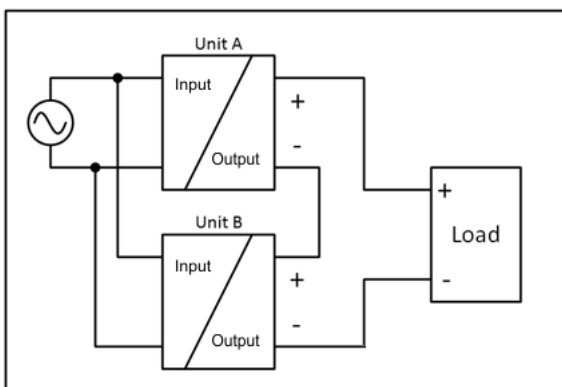 Unit A
Input
+
-
Output
Unit B
Input
+
-
Output
+
Load
-